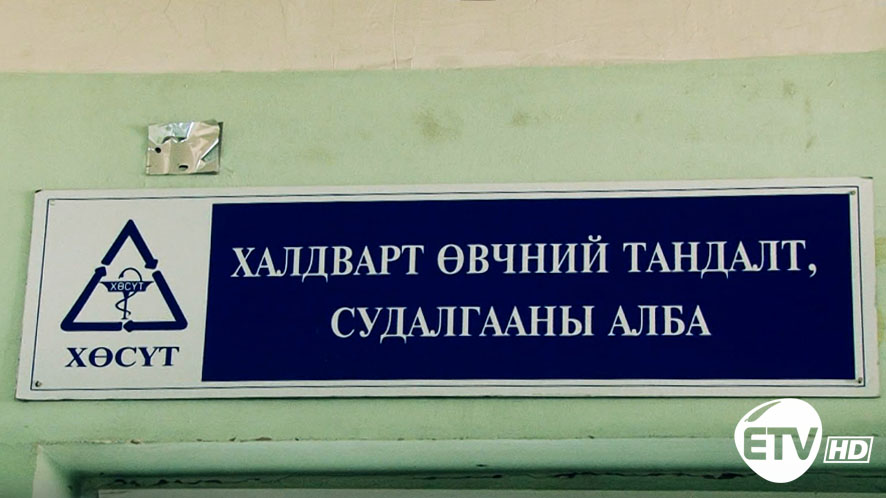 ХАЛДВАРТ ӨВЧНИЙ ТАНДАЛТ,
СУДАЛГААНЫ АЛБА
ХӨСҮТ
ХӨСҮТ
ETV HD